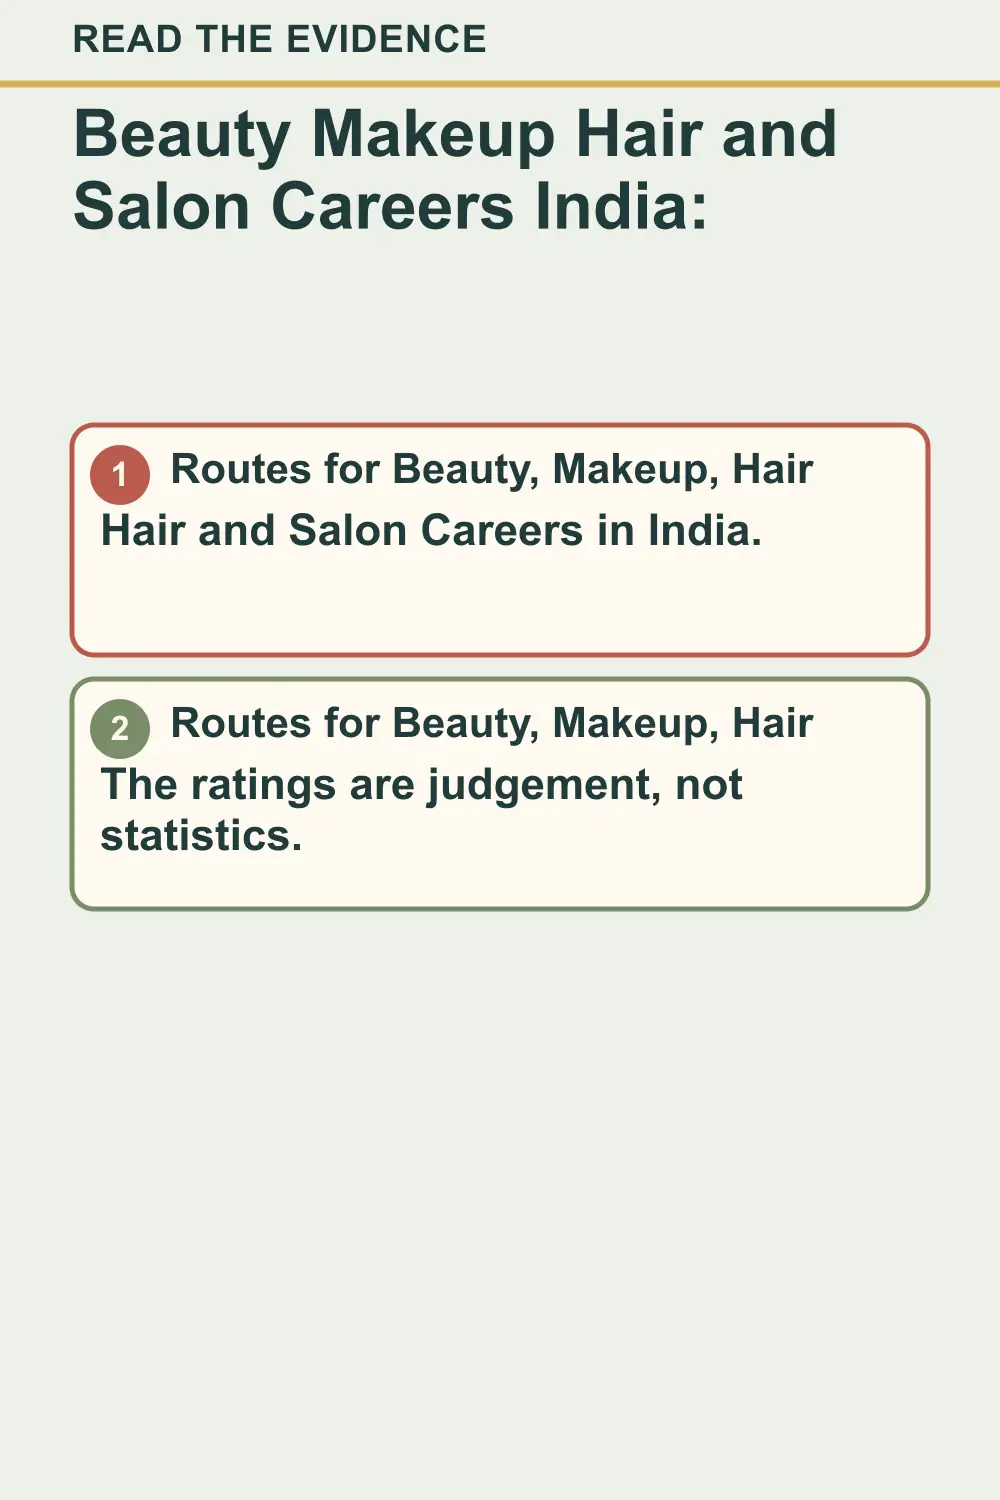 READ THE EVIDENCE
Beauty Makeup Hair and
Salon Careers India:
1 Routes for Beauty, Makeup, Hair
Hair and Salon Careers in India.
2 Routes for Beauty, Makeup, Hair
The ratings are judgement, not
statistics.